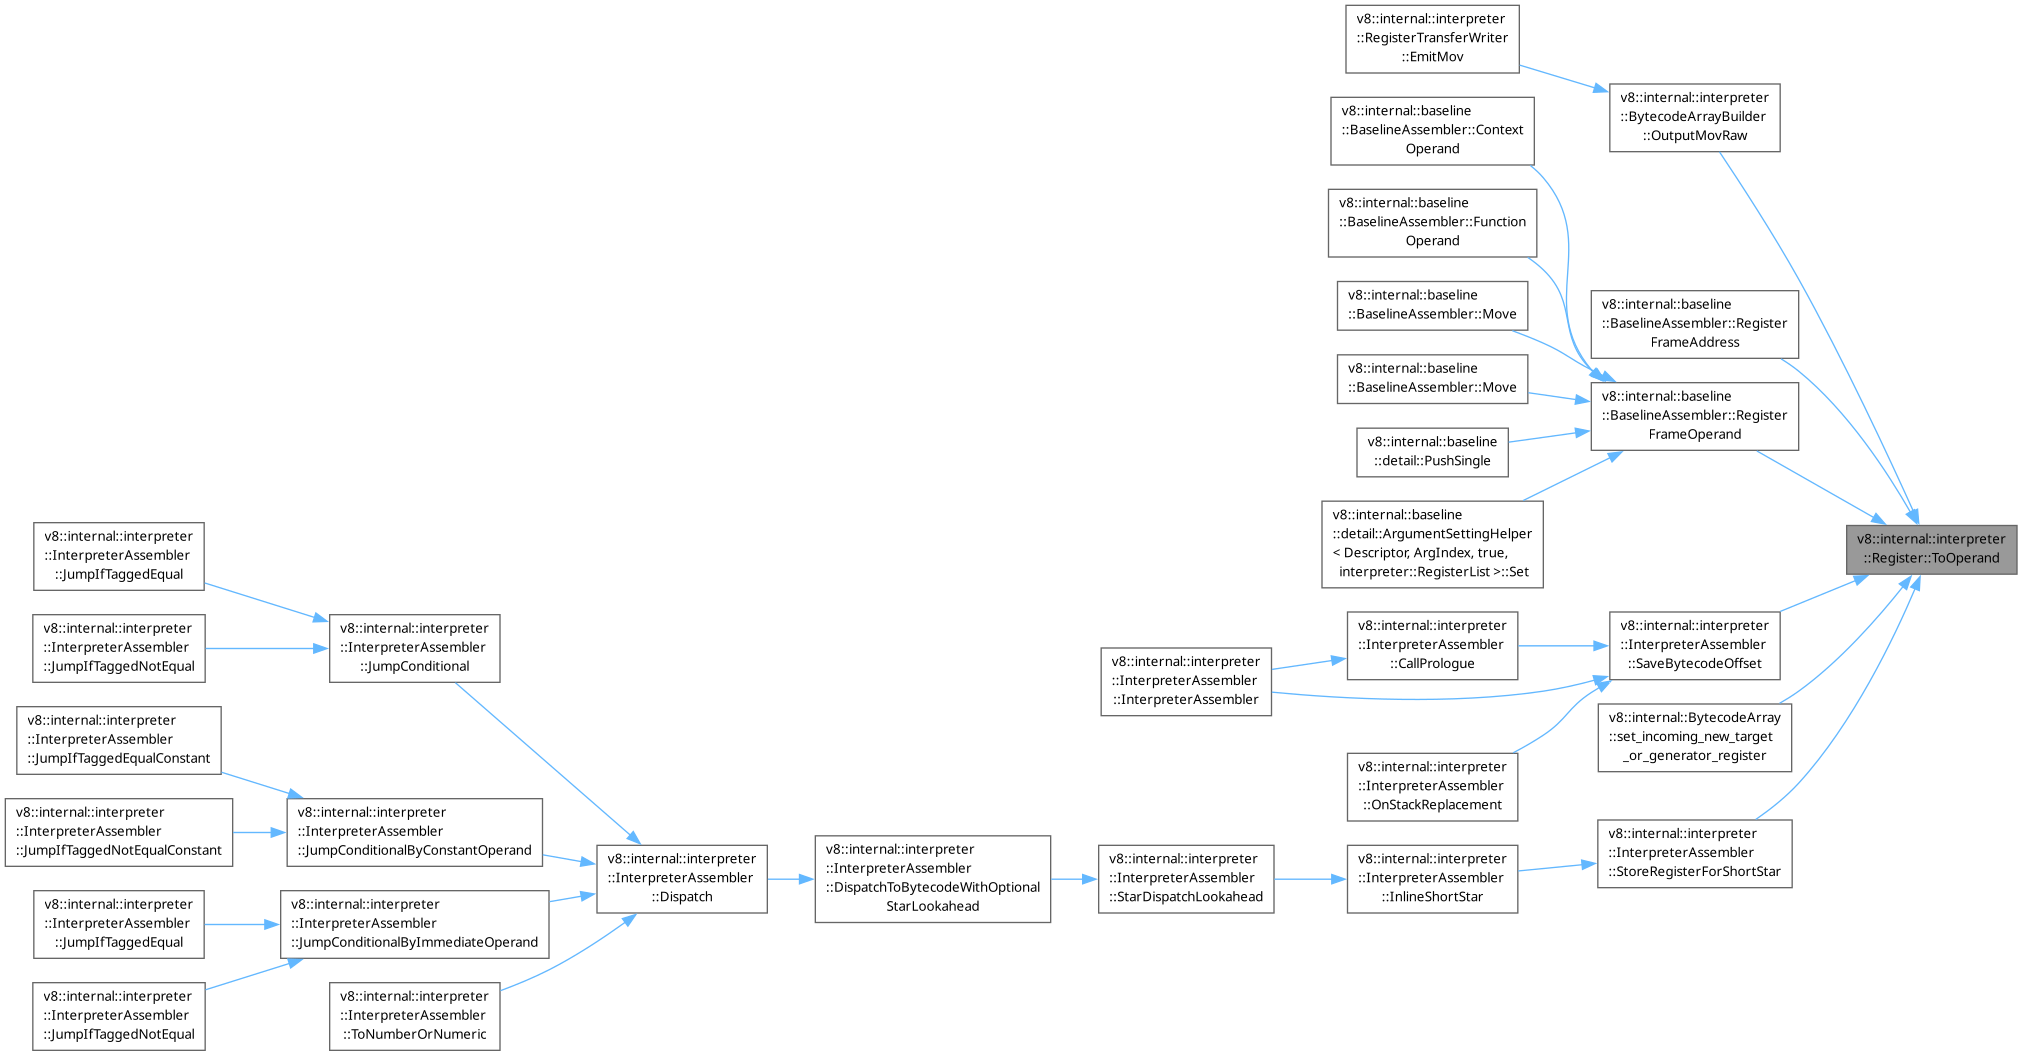 v8::internal::interpreter
::RegisterTransferWriter
::EmitMov
v8::internal::interpreter
::BytecodeArrayBuilder
::OutputMovRaw
v8::internal::baseline
::BaselineAssembler::Context
Operand
v8::internal::baseline
::BaselineAssembler::Function
Operand
v8::internal::baseline
::BaselineAssembler::Move
v8::internal::baseline
::BaselineAssembler::Register
FrameAddress
v8::internal::baseline
::BaselineAssembler::Move
v8::internal::baseline
::BaselineAssembler::Register
FrameOperand
v8::internal::baseline
::detail::PushSingle
v8::internal::baseline
::detail::ArgumentSettingHelper
< Descriptor, ArgIndex, true,
interpreter::RegisterList >::Set
v8::internal::interpreter
::Register::ToOperand
v8::internal::interpreter
::InterpreterAssembler
::JumpIfTaggedEqual
v8::internal::interpreter
::InterpreterAssembler
::JumpIfTaggedNotEqual
v8::internal::interpreter
::InterpreterAssembler
::JumpConditional
v8::internal::interpreter
::InterpreterAssembler
::InterpreterAssembler
v8::internal::interpreter
::InterpreterAssembler
::CallPrologue
v8::internal::interpreter
::InterpreterAssembler
::SaveBytecodeOffset
v8::internal::BytecodeArray
::set_incoming_new_target
_or_generator_register
v8::internal::interpreter
::InterpreterAssembler
::OnStackReplacement
v8::internal::interpreter
::InterpreterAssembler
::JumpIfTaggedEqualConstant
v8::internal::interpreter
::InterpreterAssembler
::JumpIfTaggedNotEqualConstant
v8::internal::interpreter
::InterpreterAssembler
::JumpConditionalByConstantOperand
v8::internal::interpreter
::InterpreterAssembler
::Dispatch
v8::internal::interpreter
::InterpreterAssembler
::DispatchToBytecodeWithOptional
StarLookahead
v8::internal::interpreter
::InterpreterAssembler
::StarDispatchLookahead
v8::internal::interpreter
::InterpreterAssembler
::InlineShortStar
v8::internal::interpreter
::InterpreterAssembler
::StoreRegisterForShortStar
v8::internal::interpreter
::InterpreterAssembler
::JumpIfTaggedEqual
v8::internal::interpreter
::InterpreterAssembler
::JumpConditionalByImmediateOperand
v8::internal::interpreter
::InterpreterAssembler
::JumpIfTaggedNotEqual
v8::internal::interpreter
::InterpreterAssembler
::ToNumberOrNumeric